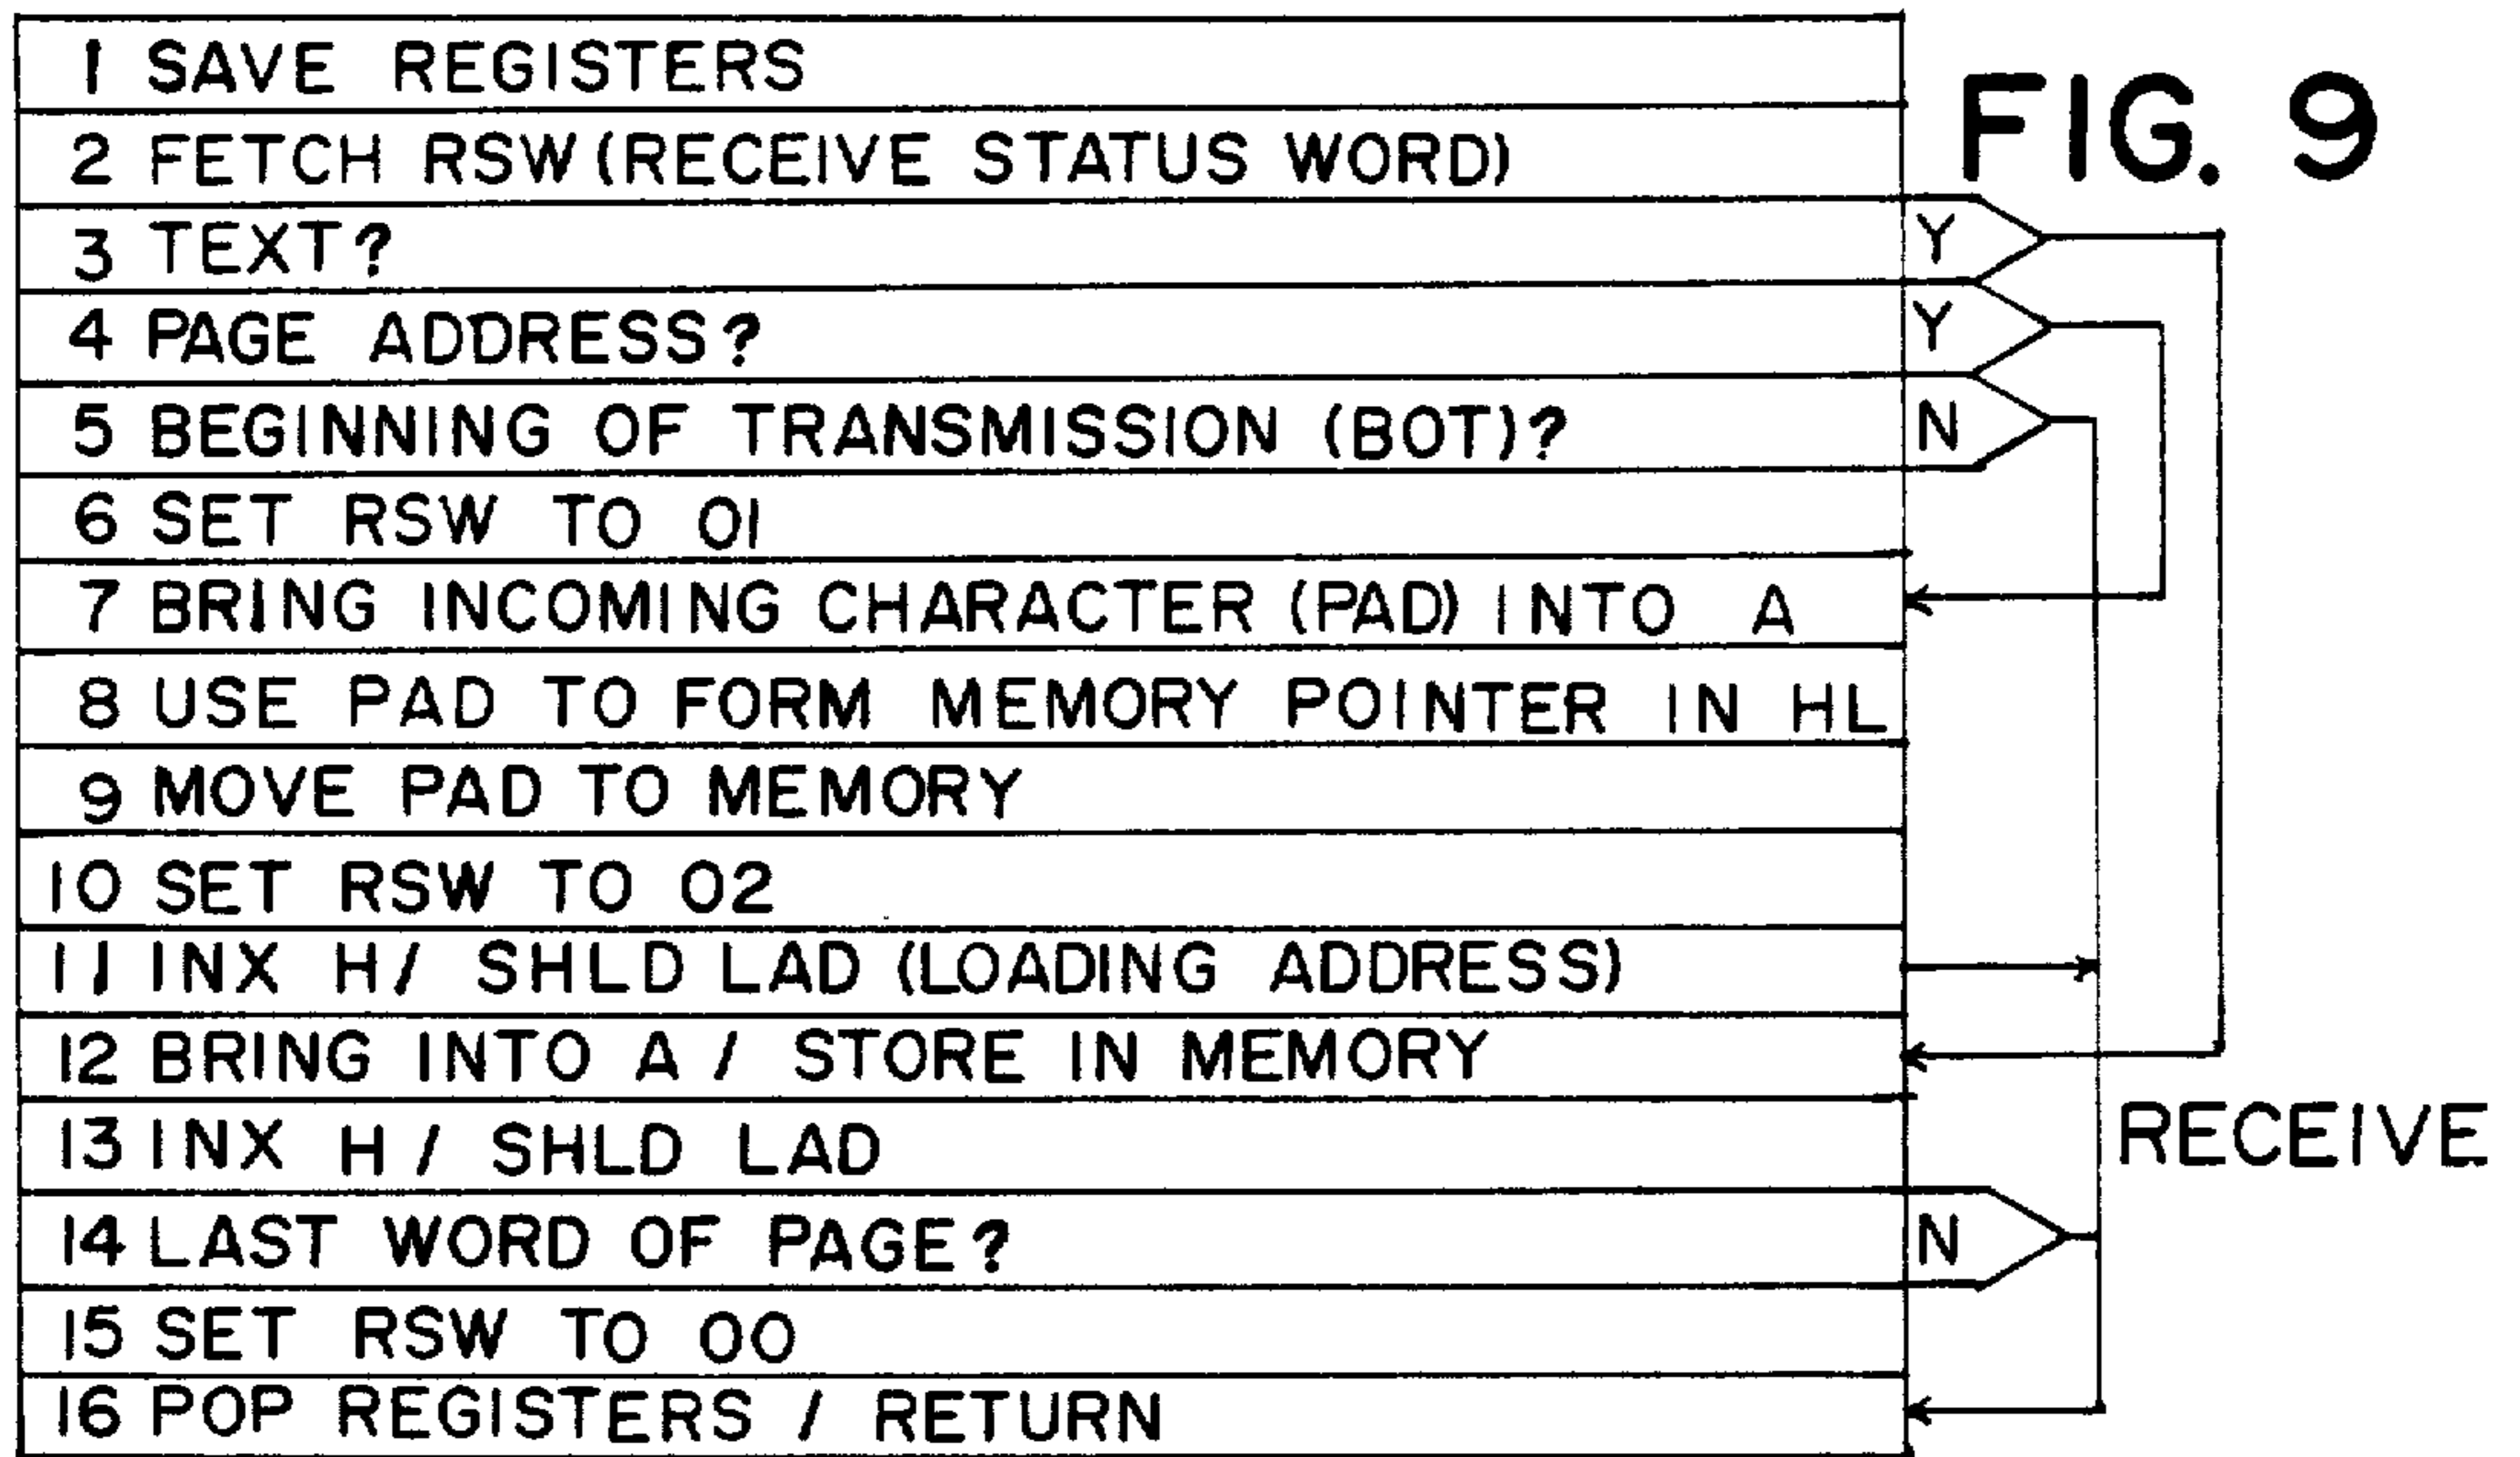 1 SAVE REGISTERS
FIG. 9
2 FETCH RSW (RECEIVE STATUS WORD)
3 TEXT? Y
4 PAGE ADDRESS? Y
5 BEGINNING OF TRANSMISSION (BOT)? N
6 SET RSW TO 01
7 BRING INCOMING CHARACTER (PAD) INTO A
8 USE PAD TO FORM MEMORY POINTER IN HL
9 MOVE PAD TO MEMORY
10 SET RSW TO 02
11 INX H/ SHLD LAD (LOADING ADDRESS)
12 BRING INTO A / STORE IN MEMORY
13 INX H / SHLD LAD
RECEIVE
14 LAST WORD OF PAGE? N
15 SET RSW TO 00
16 POP REGISTERS / RETURN